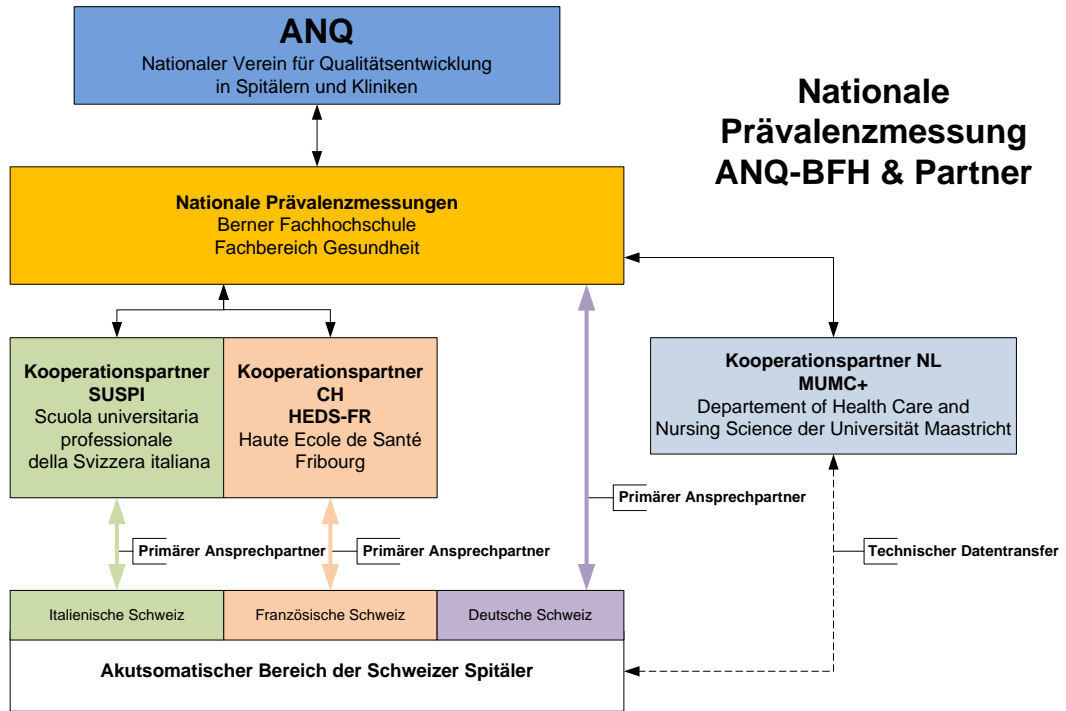 ANQ
Nationaler Verein für Qualitätsentwicklung
in Spitälern und Kliniken
Nationale
Prävalenzmessung
ANQ-BFH & Partner
Nationale Prävalenzmessungen
Berner Fachhochschule
Fachbereich Gesundheit
Kooperationspartner
SUSPI
Scuola universitaria
professionale
della Svizzera italiana
Kooperationspartner
CH
HEDS-FR
Haute Ecole de Santé
Fribourg
Kooperationspartner NL
MUMC+
Departement of Health Care and
Nursing Science der Universität Maastricht
Primärer Ansprechpartner
Primärer Ansprechpartner
Primärer Ansprechpartner
Technischer Datentransfer
Italienische Schweiz
Französische Schweiz
Deutsche Schweiz
Akutsomatischer Bereich der Schweizer Spitäler